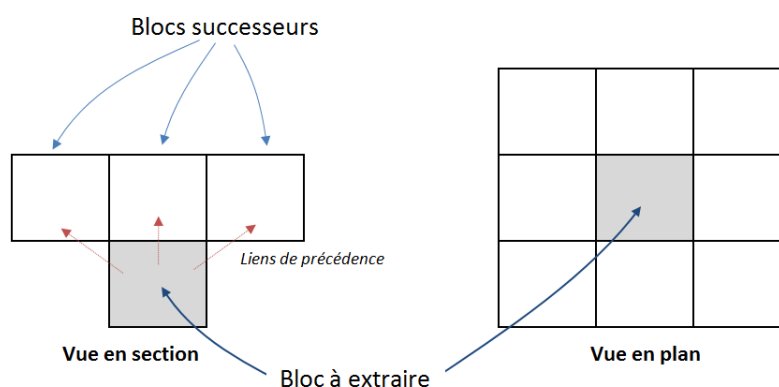 Blocs successeurs
Liens de précédence
Vue en section
Vue en plan
Bloc à extraire